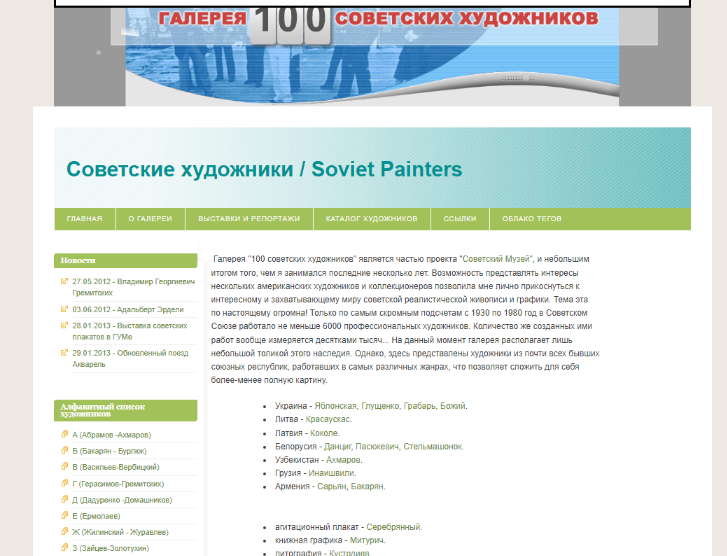 ГАЛЕРЕЯ 100 СОВЕТСКИХ ХУДОЖНИКОВ
Советские художники / Soviet Painters
ГЛАВНАЯ О ГАЛЕРЕИ ВЫСТАВКИ И РЕПОРТАЖИ КАТАЛОГ ХУДОЖНИКОВ ССЫЛКИ ОБЛАКО ТЕГОВ
Новости
27.05.2012 - Владимир Георгиевич
Гремитских
03.06.2012 - Адальберт Эрдели
28.01.2013 - Выставка советских
плакатов в ГУМе
29.01.2013 - Обновленный поезд
Акварель
Алфавитный список
художников
А (Абрамов -Ахмаров)
Б (Бакарян - Бурлюк)
В (Васильев-Вербицкий)
Г (Герасимов-Гремитских)
Д (Дадуренко -Домашников)
Е (Ермолаев)
Ж (Жилинский - Журавлев)
З (Зайцев-Золотухин)
Галерея "100 советских художников" является частью проекта "Советский Музей", и небольшим
итогом того, чем я занимался последние несколько лет. Возможность представлять интересы
нескольких американских художников и коллекционеров позволила мне лично прикоснуться к
интересному и захватывающему миру советской реалистической живописи и графики. Тема эта
по настоящему огромна! Только по самым скромным подсчетам с 1930 по 1980 год в Советском
Союзе работало не меньше 6000 профессиональных художников. Количество же созданных ими
работ вообще измеряется десятками тысяч... На данный момент галерея располагает лишь
небольшой толикой этого наследия. Однако, здесь представлены художники из почти всех бывших
союзных республик, работавших в самых различных жанрах, что позволяет сложить для себя
более-менее полную картину.
Украина - Яблонская, Глущенко, Грабарь, Божий.
Литва - Красаускас.
Латвия - Коколе.
Белорусия - Данциг, Пасюкевич, Стельмашонок.
Узбекистан - Ахмаров.
Грузия - Инаишвили.
Армения - Сарьян, Бакарян.
агитационный плакат - Серебрянный.
книжная графика - Митурич.
литография - Кустодиев.